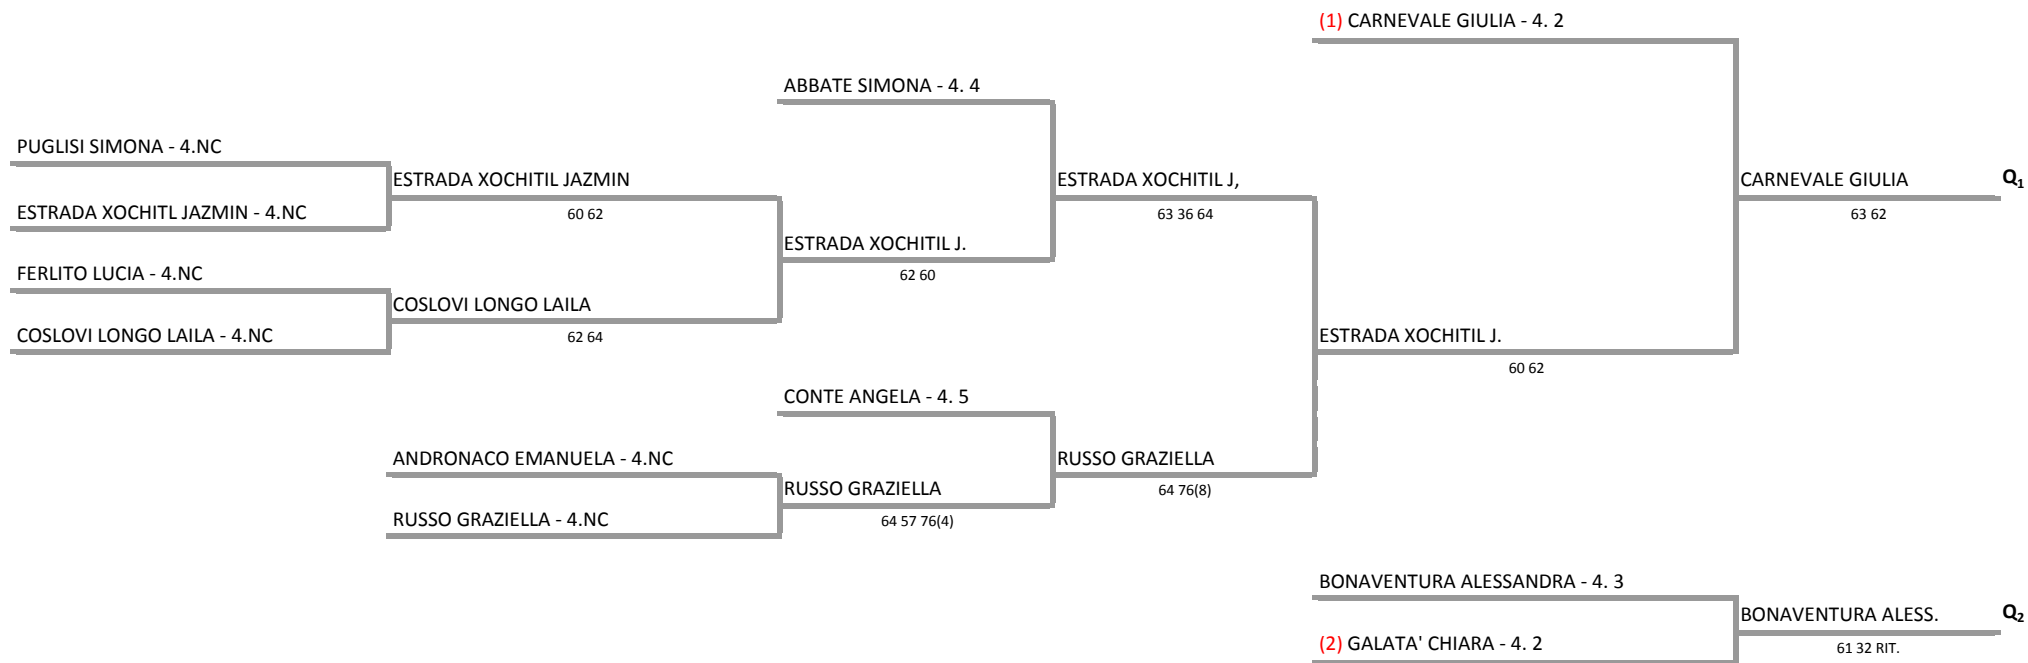 (1) CARNEVALE GIULIA - 4. 2
ABBATE SIMONA - 4. 4
PUGLISI SIMONA - 4.NC
ESTRADA XOCHITIL JAZMIN
ESTRADA XOCHITIL J,
CARNEVALE GIULIA
Q1
ESTRADA XOCHITL JAZMIN - 4.NC
60 62
63 36 64
63 62
ESTRADA XOCHITIL J.
FERLITO LUCIA - 4.NC
62 60
COSLOVI LONGO LAILA
COSLOVI LONGO LAILA - 4.NC
62 64
ESTRADA XOCHITIL J.
60 62
CONTE ANGELA - 4. 5
ANDRONACO EMANUELA - 4.NC
RUSSO GRAZIELLA
RUSSO GRAZIELLA
64 76(8)
RUSSO GRAZIELLA - 4.NC
64 57 76(4)
BONAVENTURA ALESSANDRA - 4. 3
BONAVENTURA ALESS.
Q2
(2) GALATA' CHIARA - 4. 2
61 32 RIT.